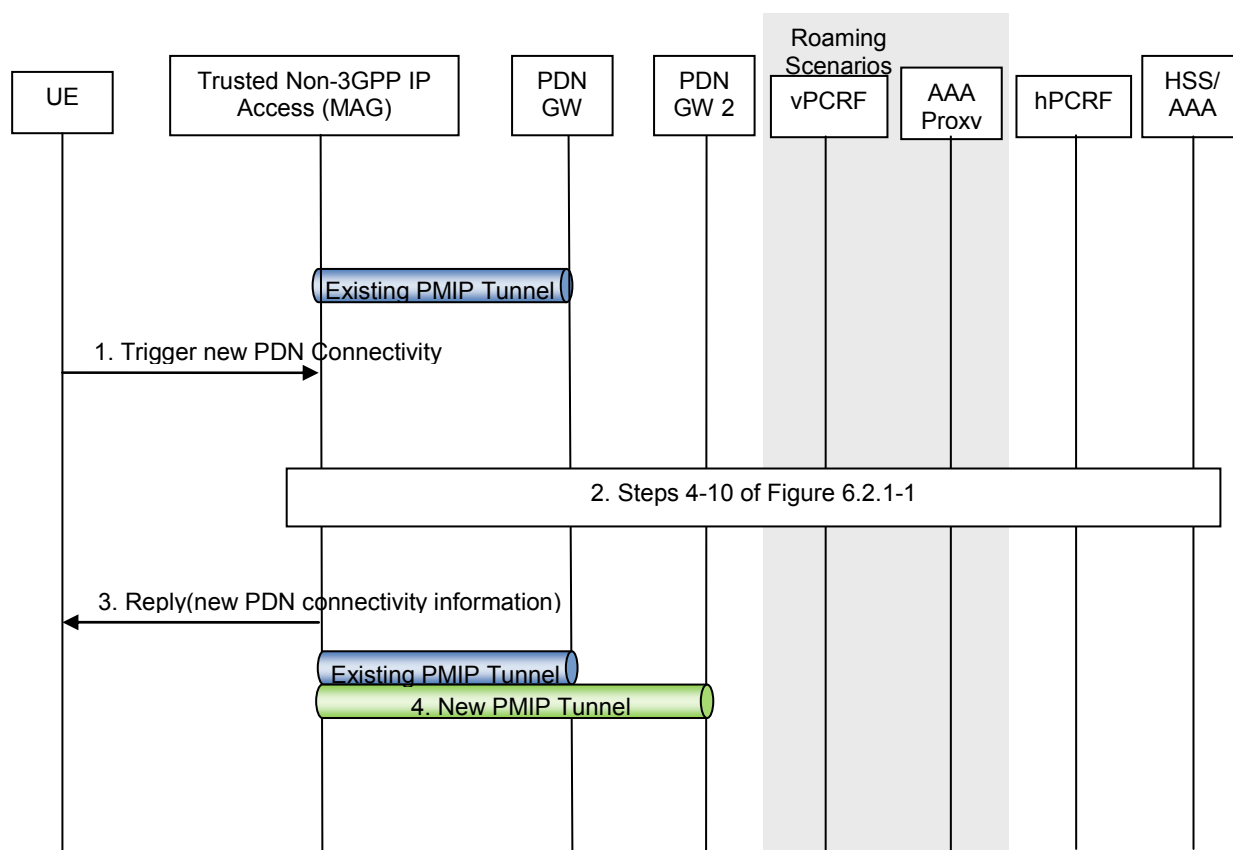 Roaming
Scenarios
UE
Trusted Non-3GPP IP
Access (MAG)
PDN
GW
PDN
GW 2
vPCRF
AAA
Proxv
hPCRF
HSS/
AAA
Existing PMIP Tunnel
1. Trigger new PDN Connectivity
2. Steps 4-10 of Figure 6.2.1-1
3. Reply(new PDN connectivity information)
Existing PMIP Tunnel
4. New PMIP Tunnel